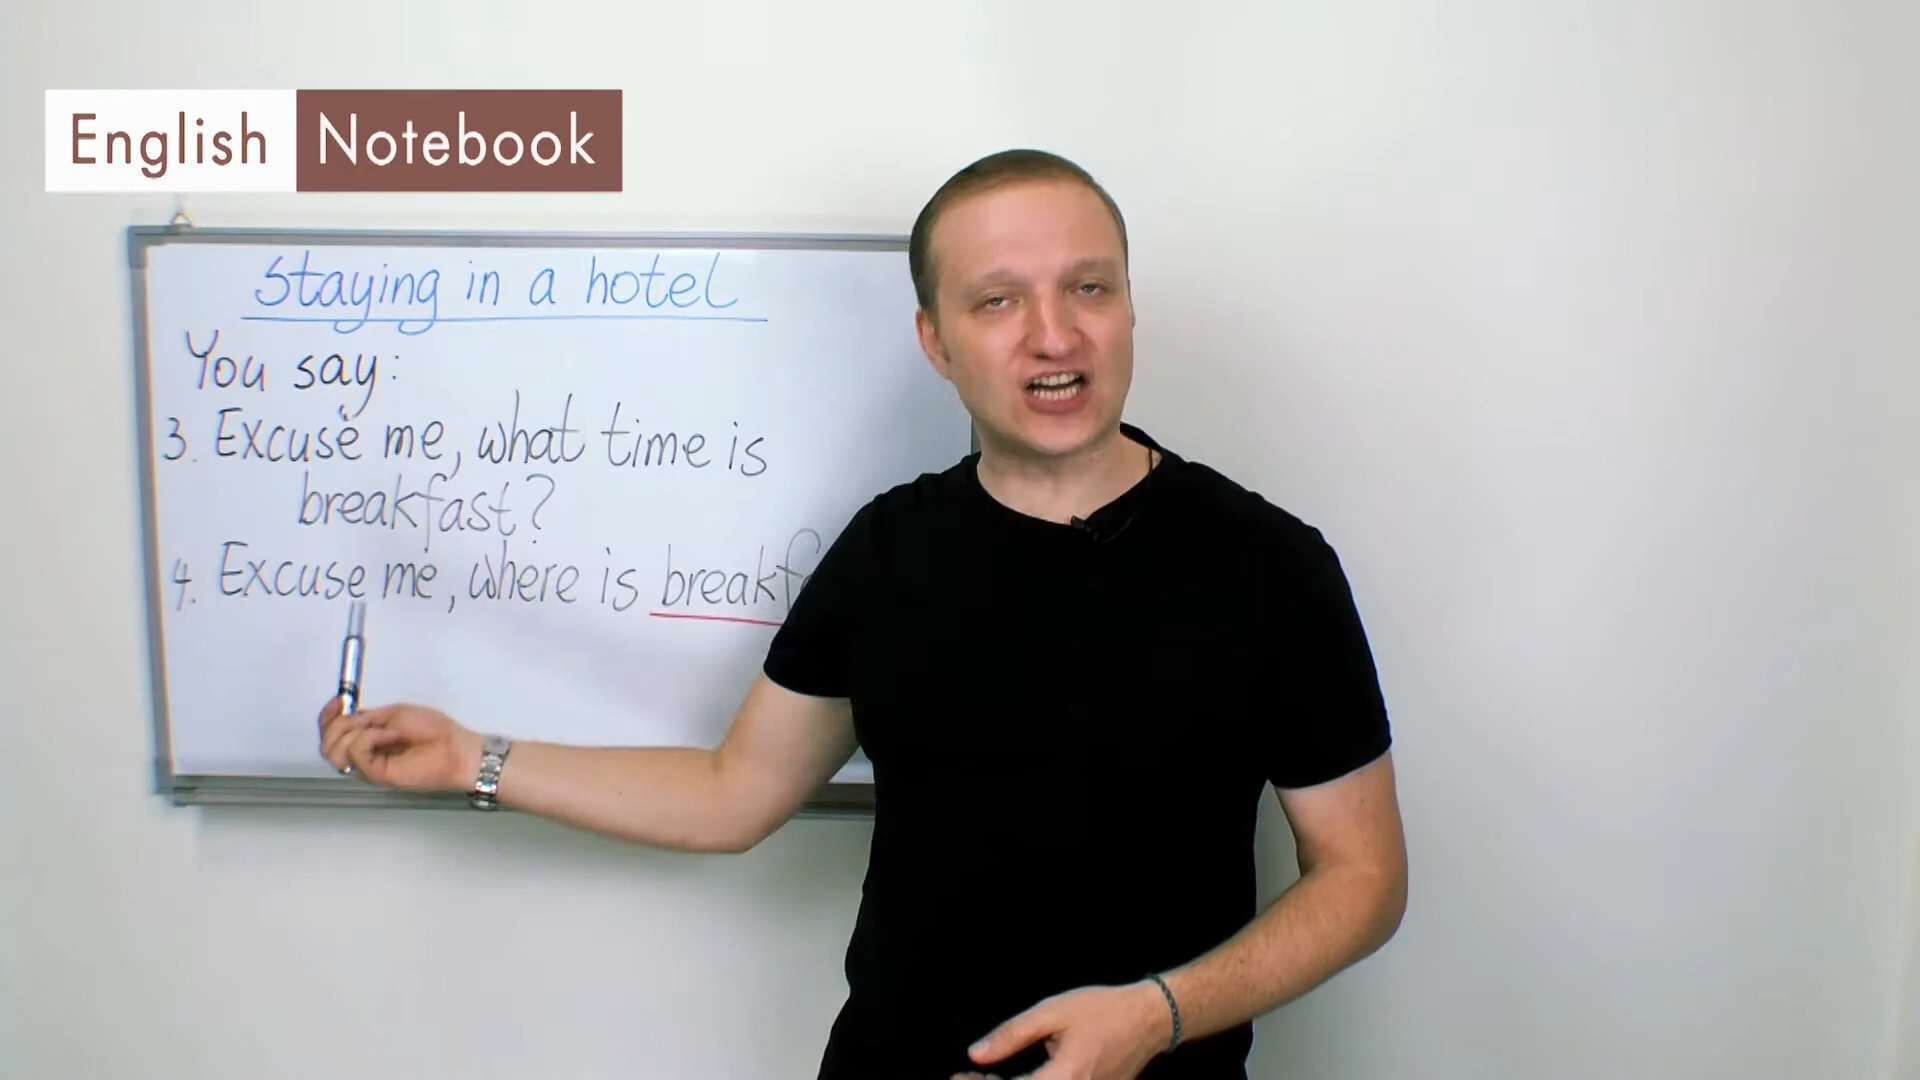 English Notebook
Staying in a hotel
You say:
3. Excuse me, what time is
breakfast?
4. Excuse me, where is breakf